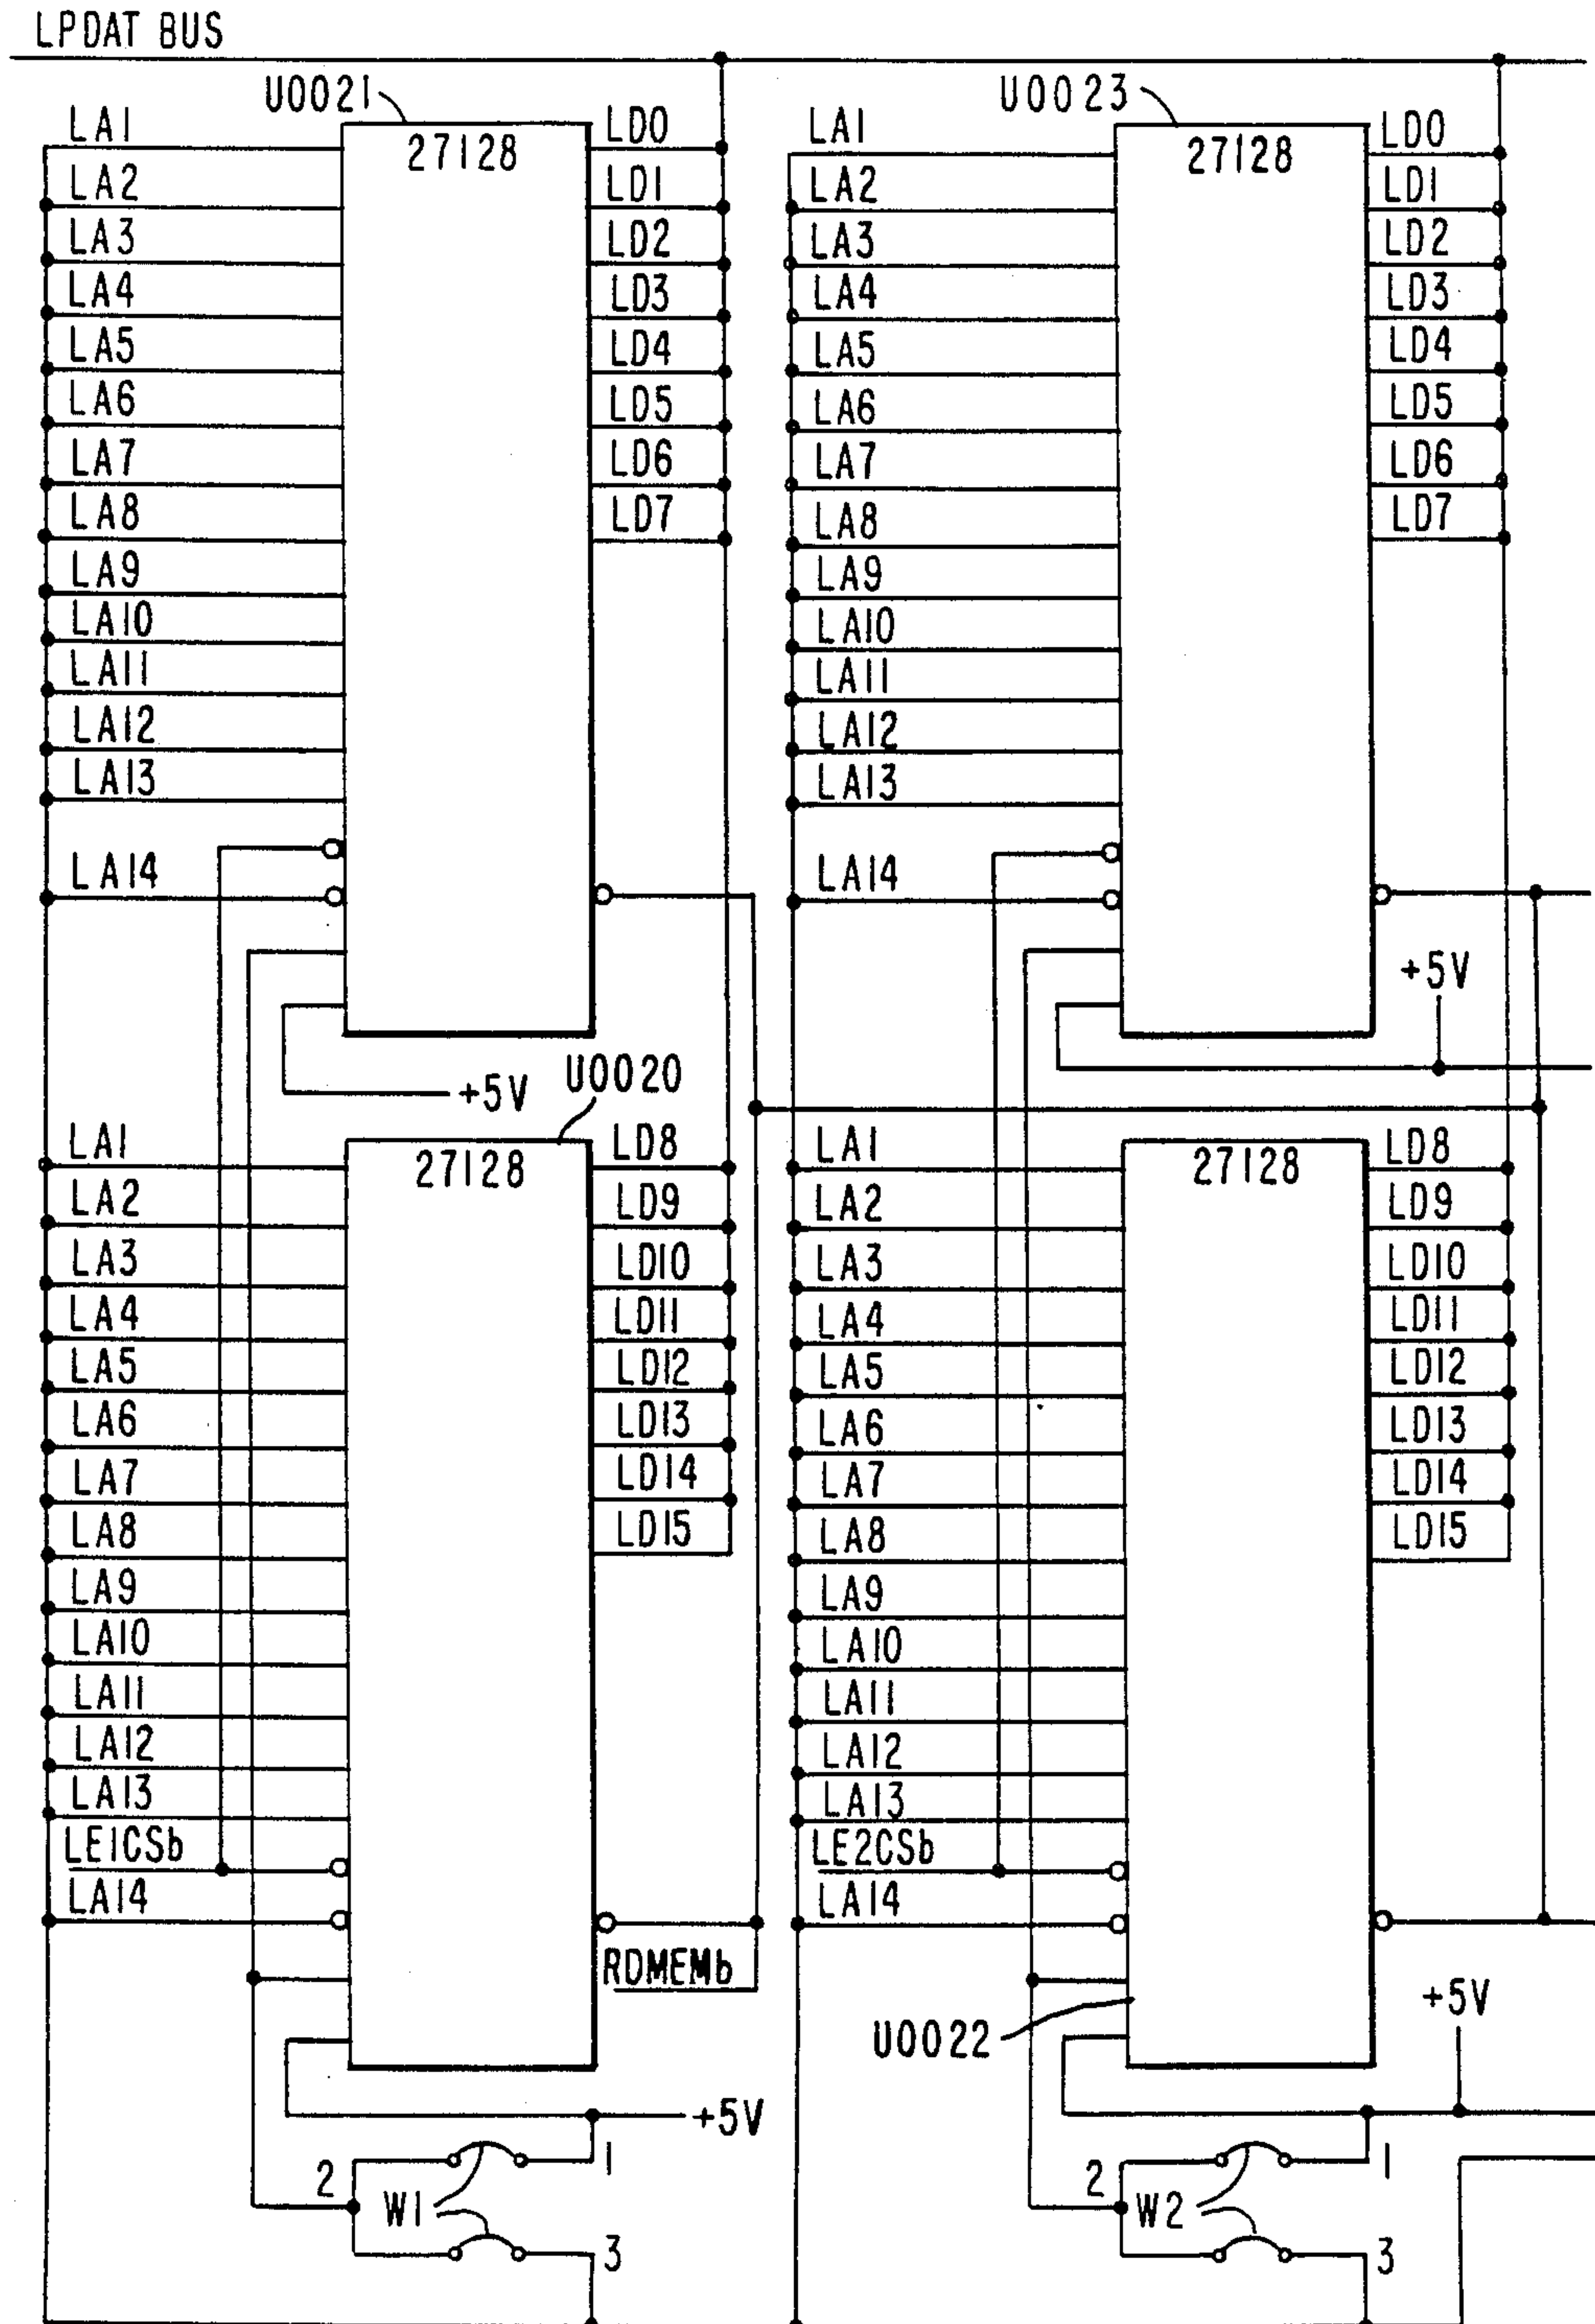 LPDAT BUS
U0021
27128
LA1
LA2
LA3
LA4
LA5
LA6
LA7
LA8
LA9
LA10
LA11
LA12
LA13
LA14
LD0
LD1
LD2
LD3
LD4
LD5
LD6
LD7
+5V
U0023
27128
LA1
LA2
LA3
LA4
LA5
LA6
LA7
LA8
LA9
LA10
LA11
LA12
LA13
LA14
LD0
LD1
LD2
LD3
LD4
LD5
LD6
LD7
+5V
U0020
27128
LA1
LA2
LA3
LA4
LA5
LA6
LA7
LA8
LA9
LA10
LA11
LA12
LA13
LE1CSb
LA14
LD8
LD9
LD10
LD11
LD12
LD13
LD14
LD15
RDMEMb
+5V
2
W1
1
3
27128
LA1
LA2
LA3
LA4
LA5
LA6
LA7
LA8
LA9
LA10
LA11
LA12
LA13
LE2CSb
LA14
LD8
LD9
LD10
LD11
LD12
LD13
LD14
LD15
U0022
+5V
2
W2
1
3